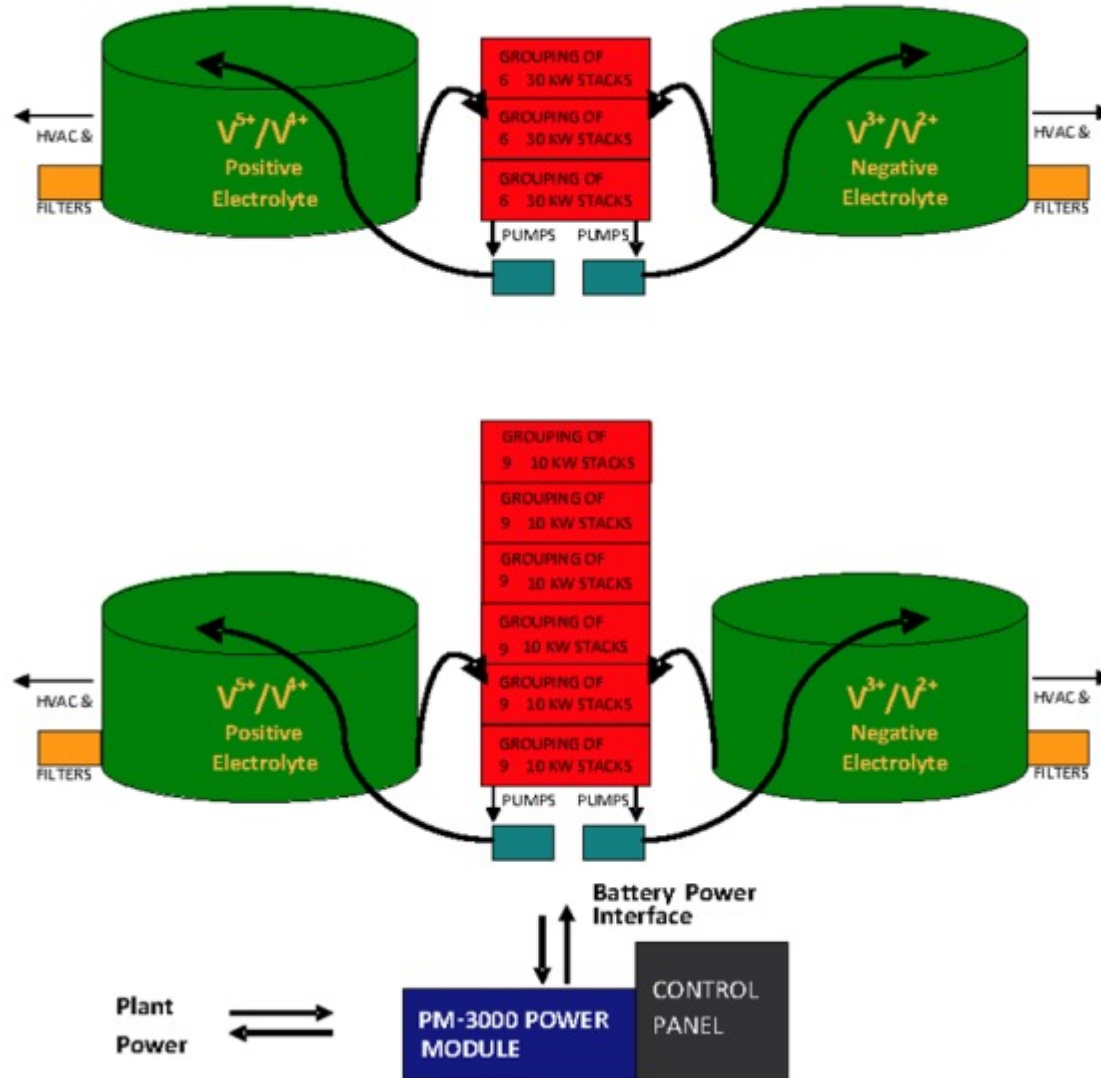 GROUPING OF
6 30 KW STACKS
GROUPING OF
6 30 KW STACKS
GROUPING OF
6 30 KW STACKS
V5+/V4+
Positive
Electrolyte
HVAC &
FILTERS
V3+/V2+
Negative
Electrolyte
HVAC &
FILTERS
PUMPS PUMPS
GROUPING OF
9 10 KW STACKS
GROUPING OF
9 10 KW STACKS
GROUPING OF
9 10 KW STACKS
GROUPING OF
9 10 KW STACKS
GROUPING OF
9 10 KW STACKS
GROUPING OF
9 10 KW STACKS
V5+/V4+
Positive
Electrolyte
HVAC &
FILTERS
V3+/V2+
Negative
Electrolyte
HVAC &
FILTERS
PUMPS PUMPS
Battery Power
Interface
Plant
Power
PM-3000 POWER
MODULE
CONTROL
PANEL